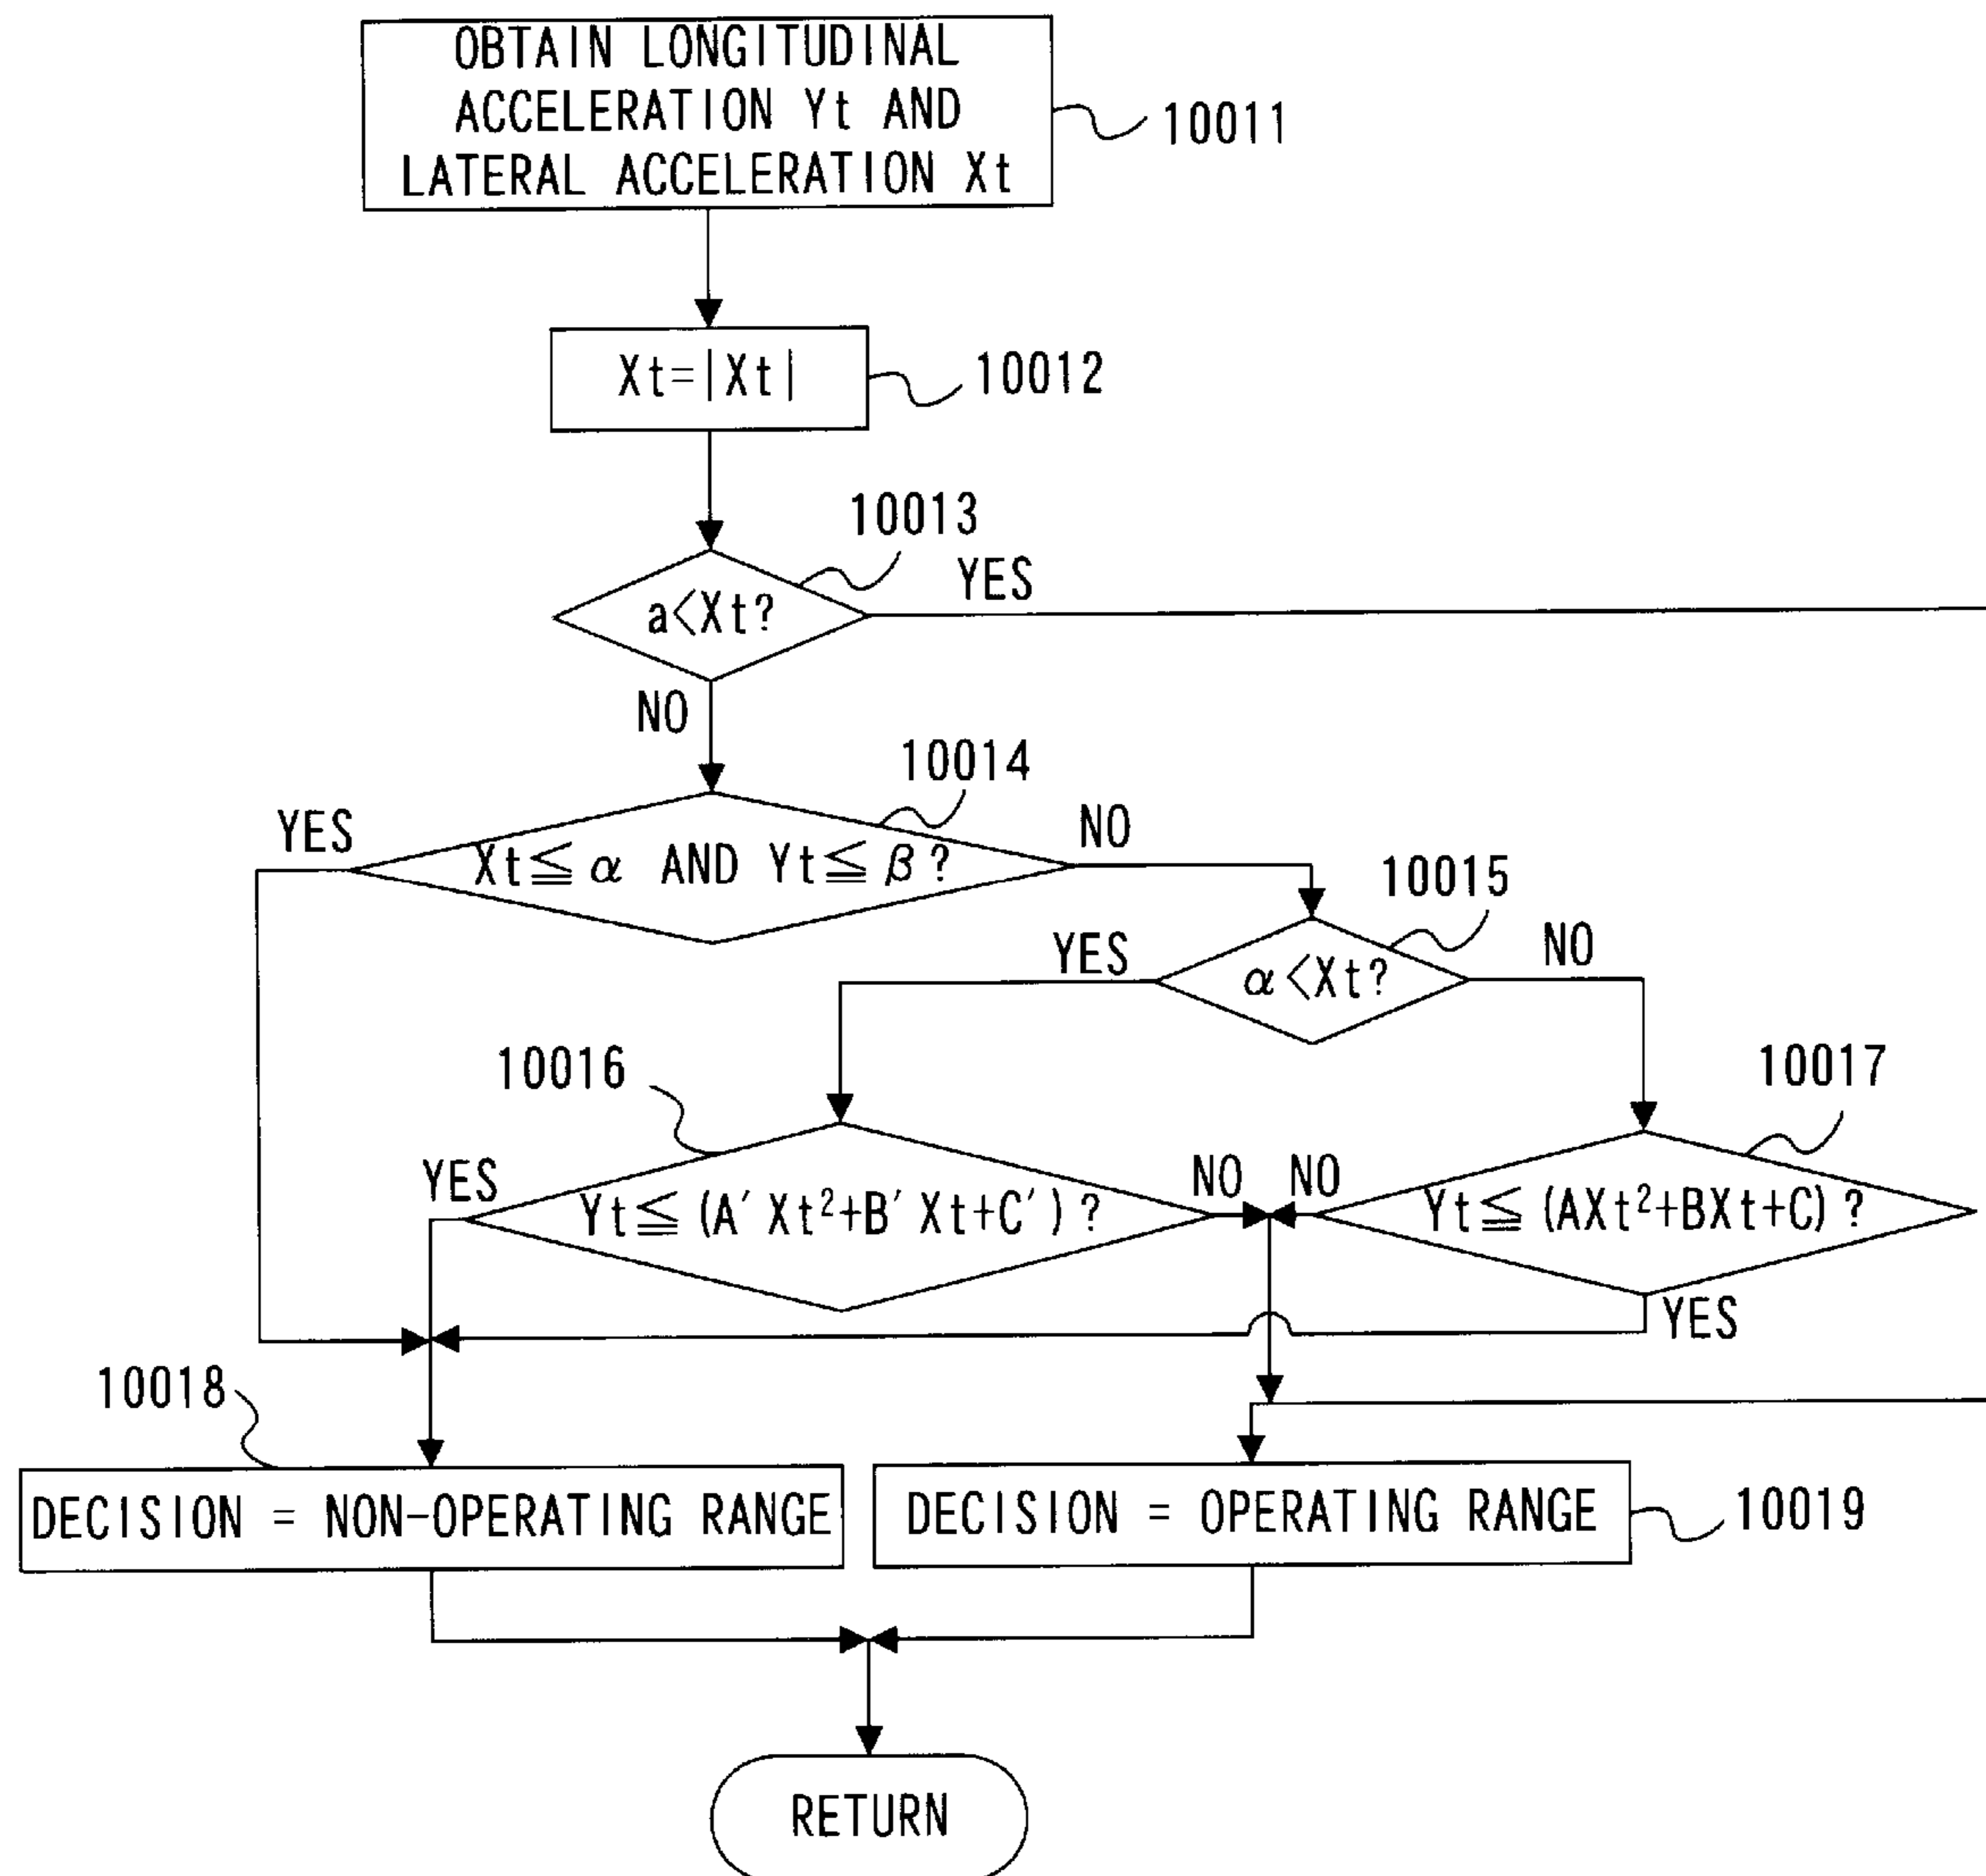 OBTAIN LONGITUDINAL
ACCELERATION Yt AND
LATERAL ACCELERATION Xt
10011
Xt=|Xt|
10012
10013
a<Xt?
YES
NO
10014
YES
Xt≦α AND Yt≦β?
NO
10015
YES
α<Xt?
NO
10016
10017
YES
Yt≦(A′Xt²+B′Xt+C′)?
NO
NO
Yt≦(AXt²+BXt+C)?
YES
10018
DECISION = NON-OPERATING RANGE
DECISION = OPERATING RANGE
10019
RETURN